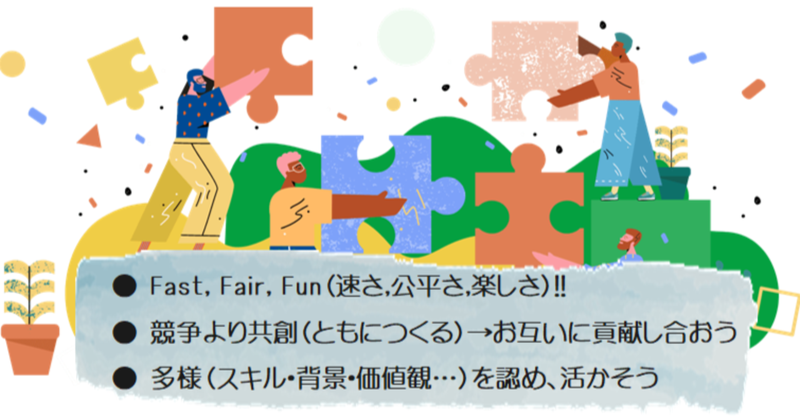 ● Fast, Fair, Fun（速さ,公平さ,楽しさ）!!
● 競争より共創（ともにつくる）→お互いに貢献し合おう
● 多様（スキル・背景・価値観…）を認め、活かそう